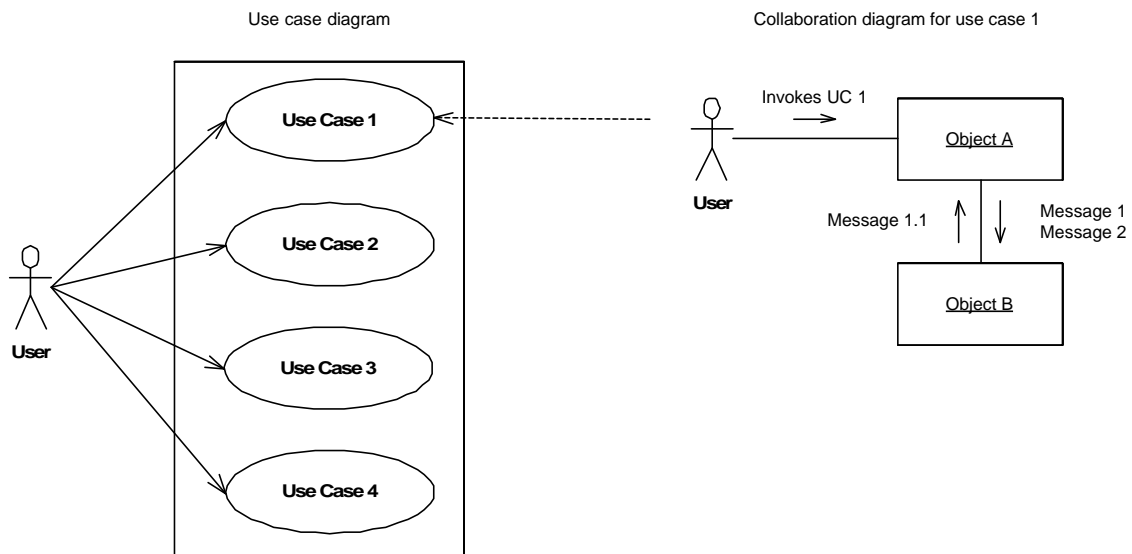 Use case diagram
Use Case 1
Use Case 2
Use Case 3
Use Case 4
User
Collaboration diagram for use case 1
Invokes UC 1
User
Object A
Message 1.1
Message 1
Message 2
Object B